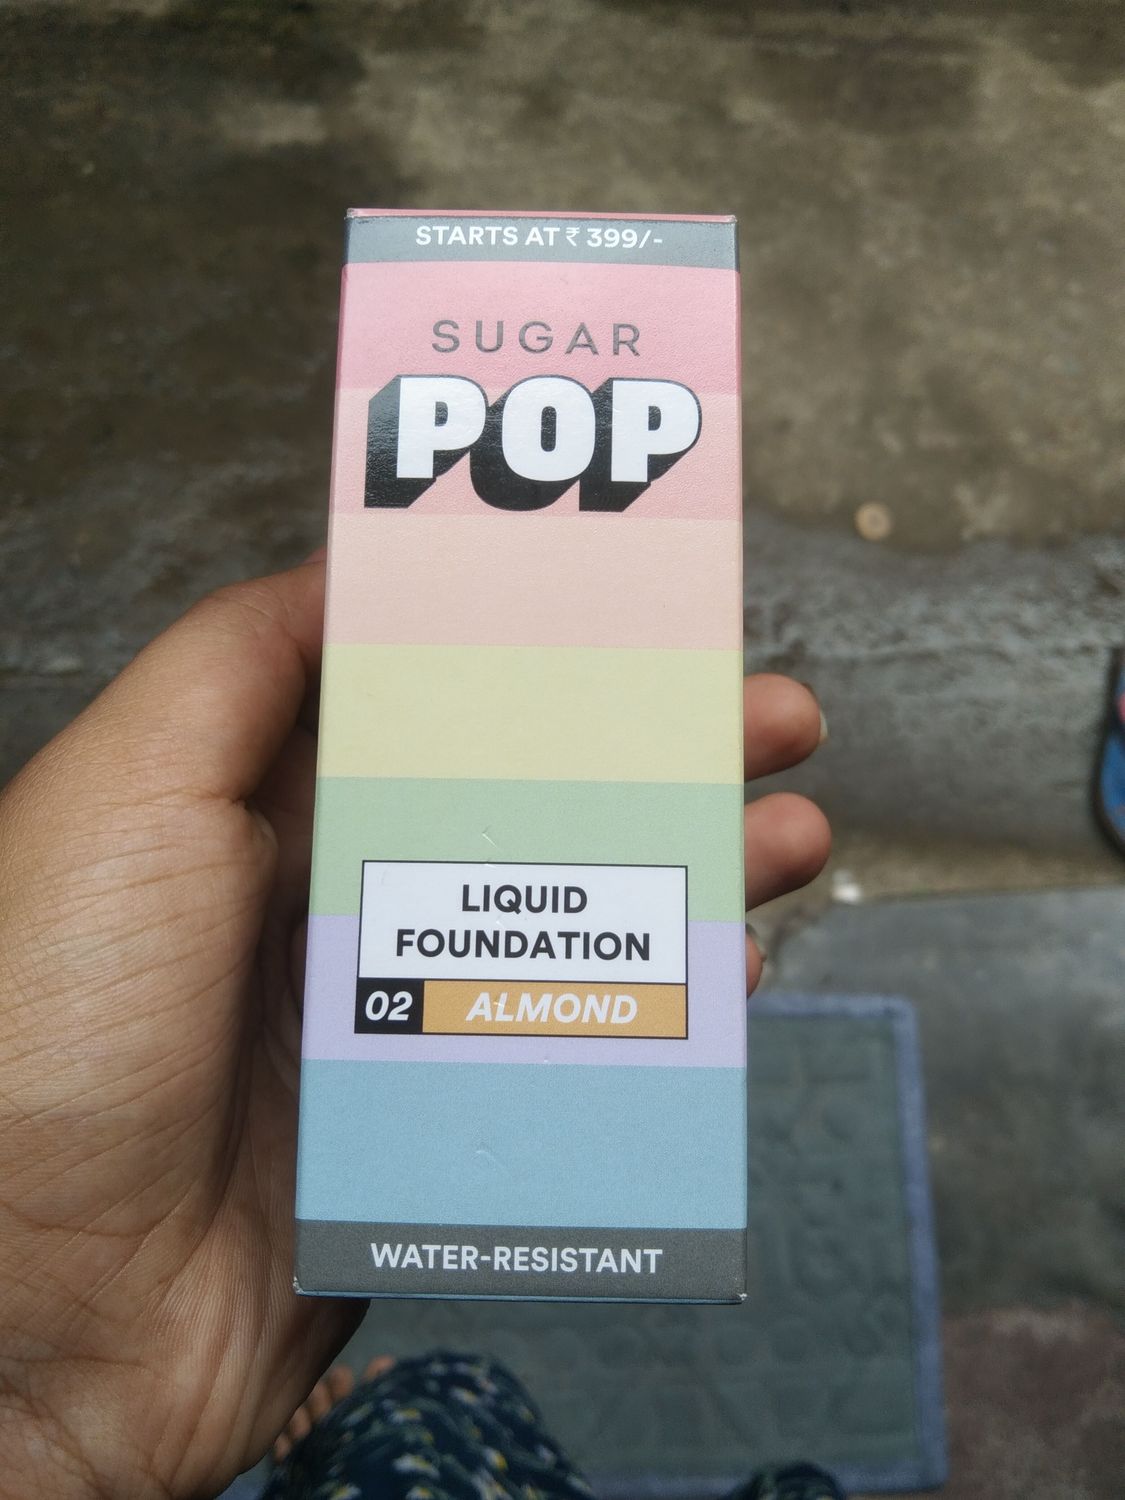 STARTS AT ₹ 399/-
SUGAR
POP
LIQUID
FOUNDATION
02 ALMOND
WATER-RESISTANT